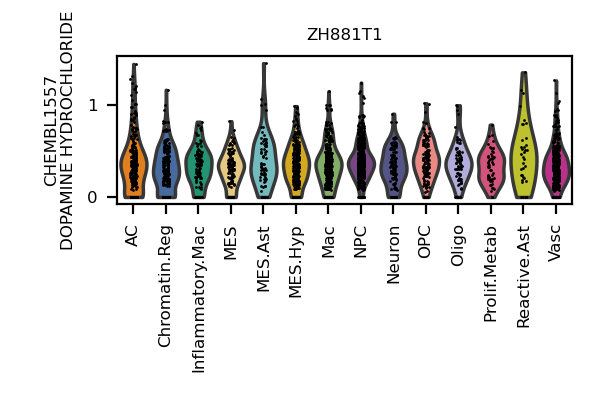 ZH881T1
CHEMBL1557
DOPAMINE HYDROCHLORIDE
1
0
AC
Chromatin.Reg
Inflammatory.Mac
MES
MES.Ast
MES.Hyp
Mac
NPC
Neuron
OPC
Oligo
Prolif.Metab
Reactive.Ast
Vasc